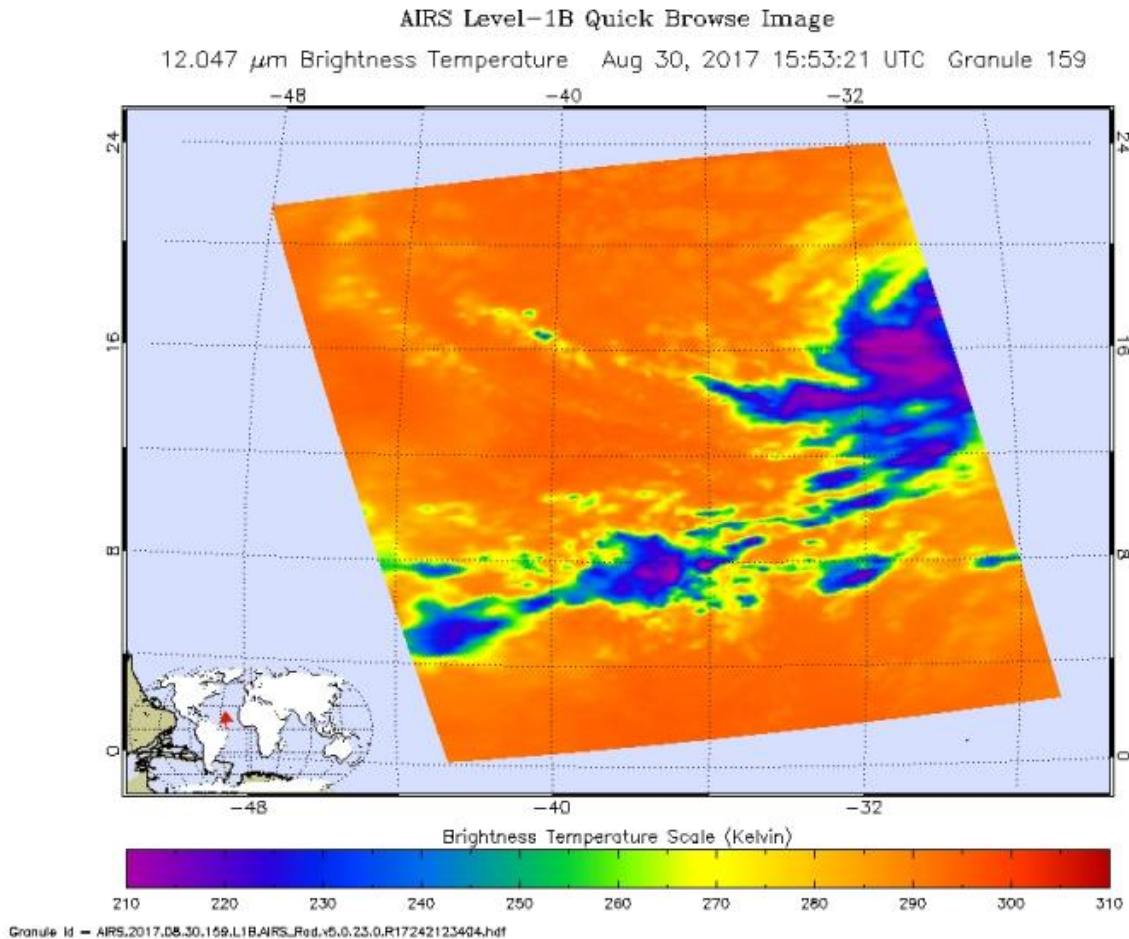 AIRS Level-1B Quick Browse Image
12.047 μm Brightness Temperature Aug 30, 2017 15:53:21 UTC Granule 159
-48 -40 -32
24 24
16 16
8 8
0 0
-48 -40 -32
Brightness Temperature Scale (Kelvin)
210 220 230 240 250 260 270 280 290 300 310
Granule Id = AIRS.2017.08.30.159.L1B.AIRS_Rad.v5.0.23.0.R17242123404.hdf